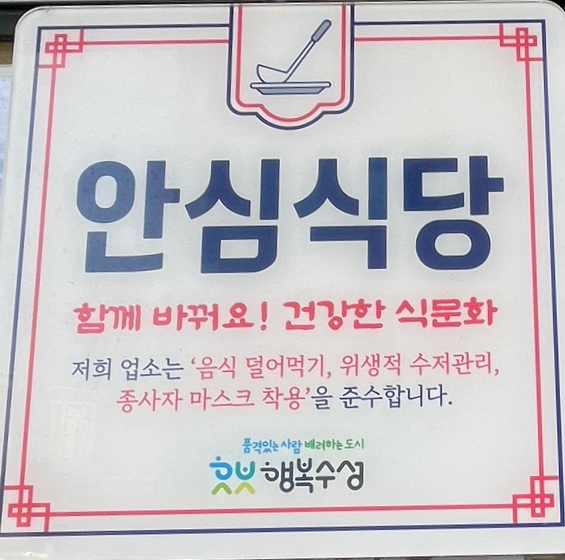 안심식당
함께 바꿔요! 건강한 식문화
저희 업소는 '음식 덜어먹기, 위생적 수저관리,
종사자 마스크 착용'을 준수합니다.
품격있는 사람 배려하는 도시
행복수성